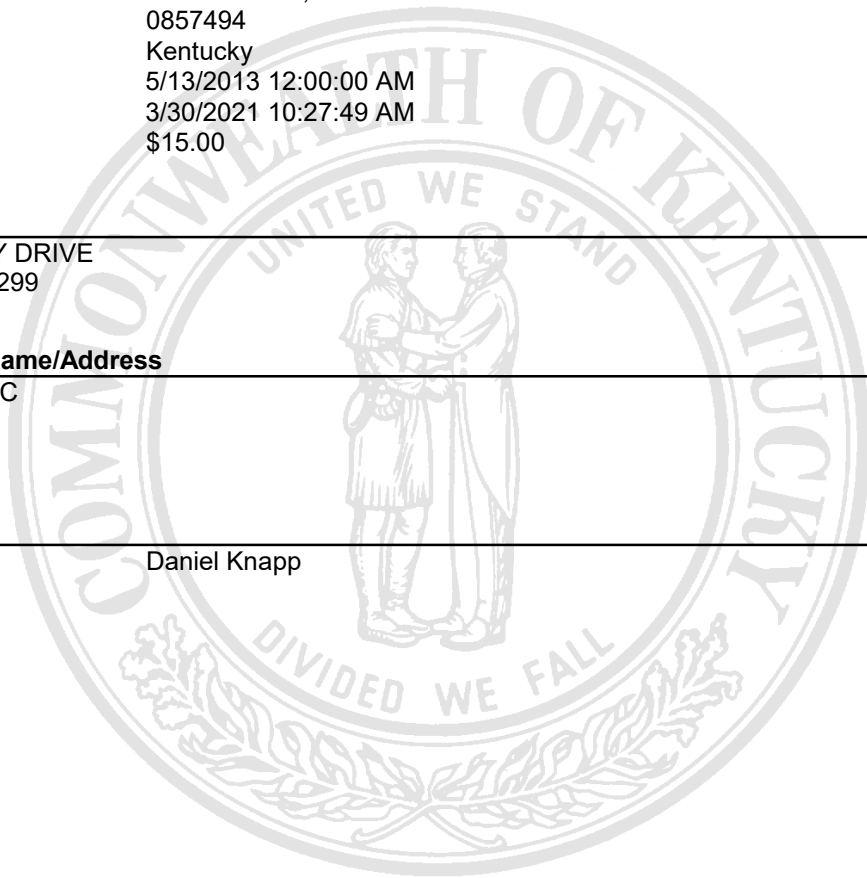 0857494
Kentucky
5/13/2013 12:00:00 AM
3/30/2021 10:27:49 AM
$15.00
COMMONWEALTH OF KENTUCKY
UNITED WE STAND
Y DRIVE
299
ame/Address
C
Daniel Knapp
DIVIDED WE FALL